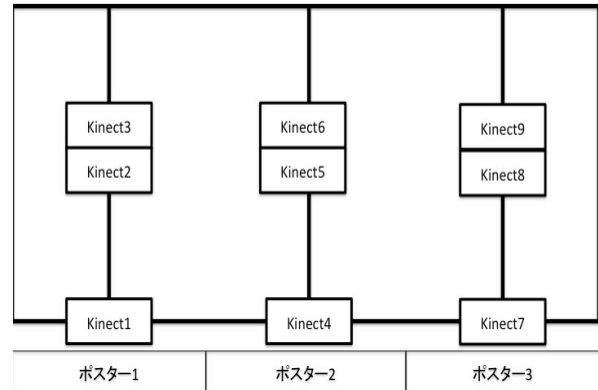 Kinect3
Kinect6
Kinect9
Kinect2
Kinect5
Kinect8
Kinect1
Kinect4
Kinect7
ポスター1
ポスター2
ポスター3